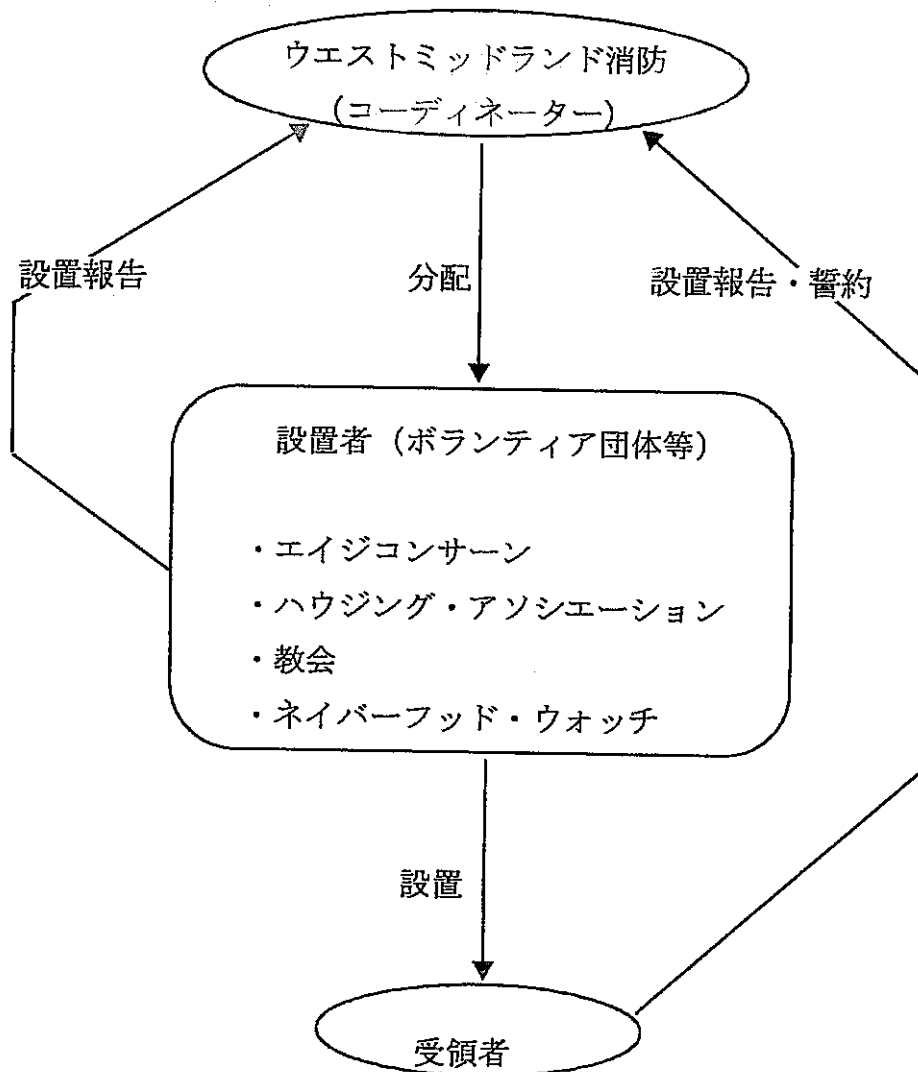 ウエストミッドランド消防
(コーディネーター)
設置報告
分配
設置報告・誓約
設置者（ボランティア団体等）
・エイジコンサーン
・ハウジング・アソシエーション
・教会
・ネイバーフッド・ウォッチ
設置
受領者